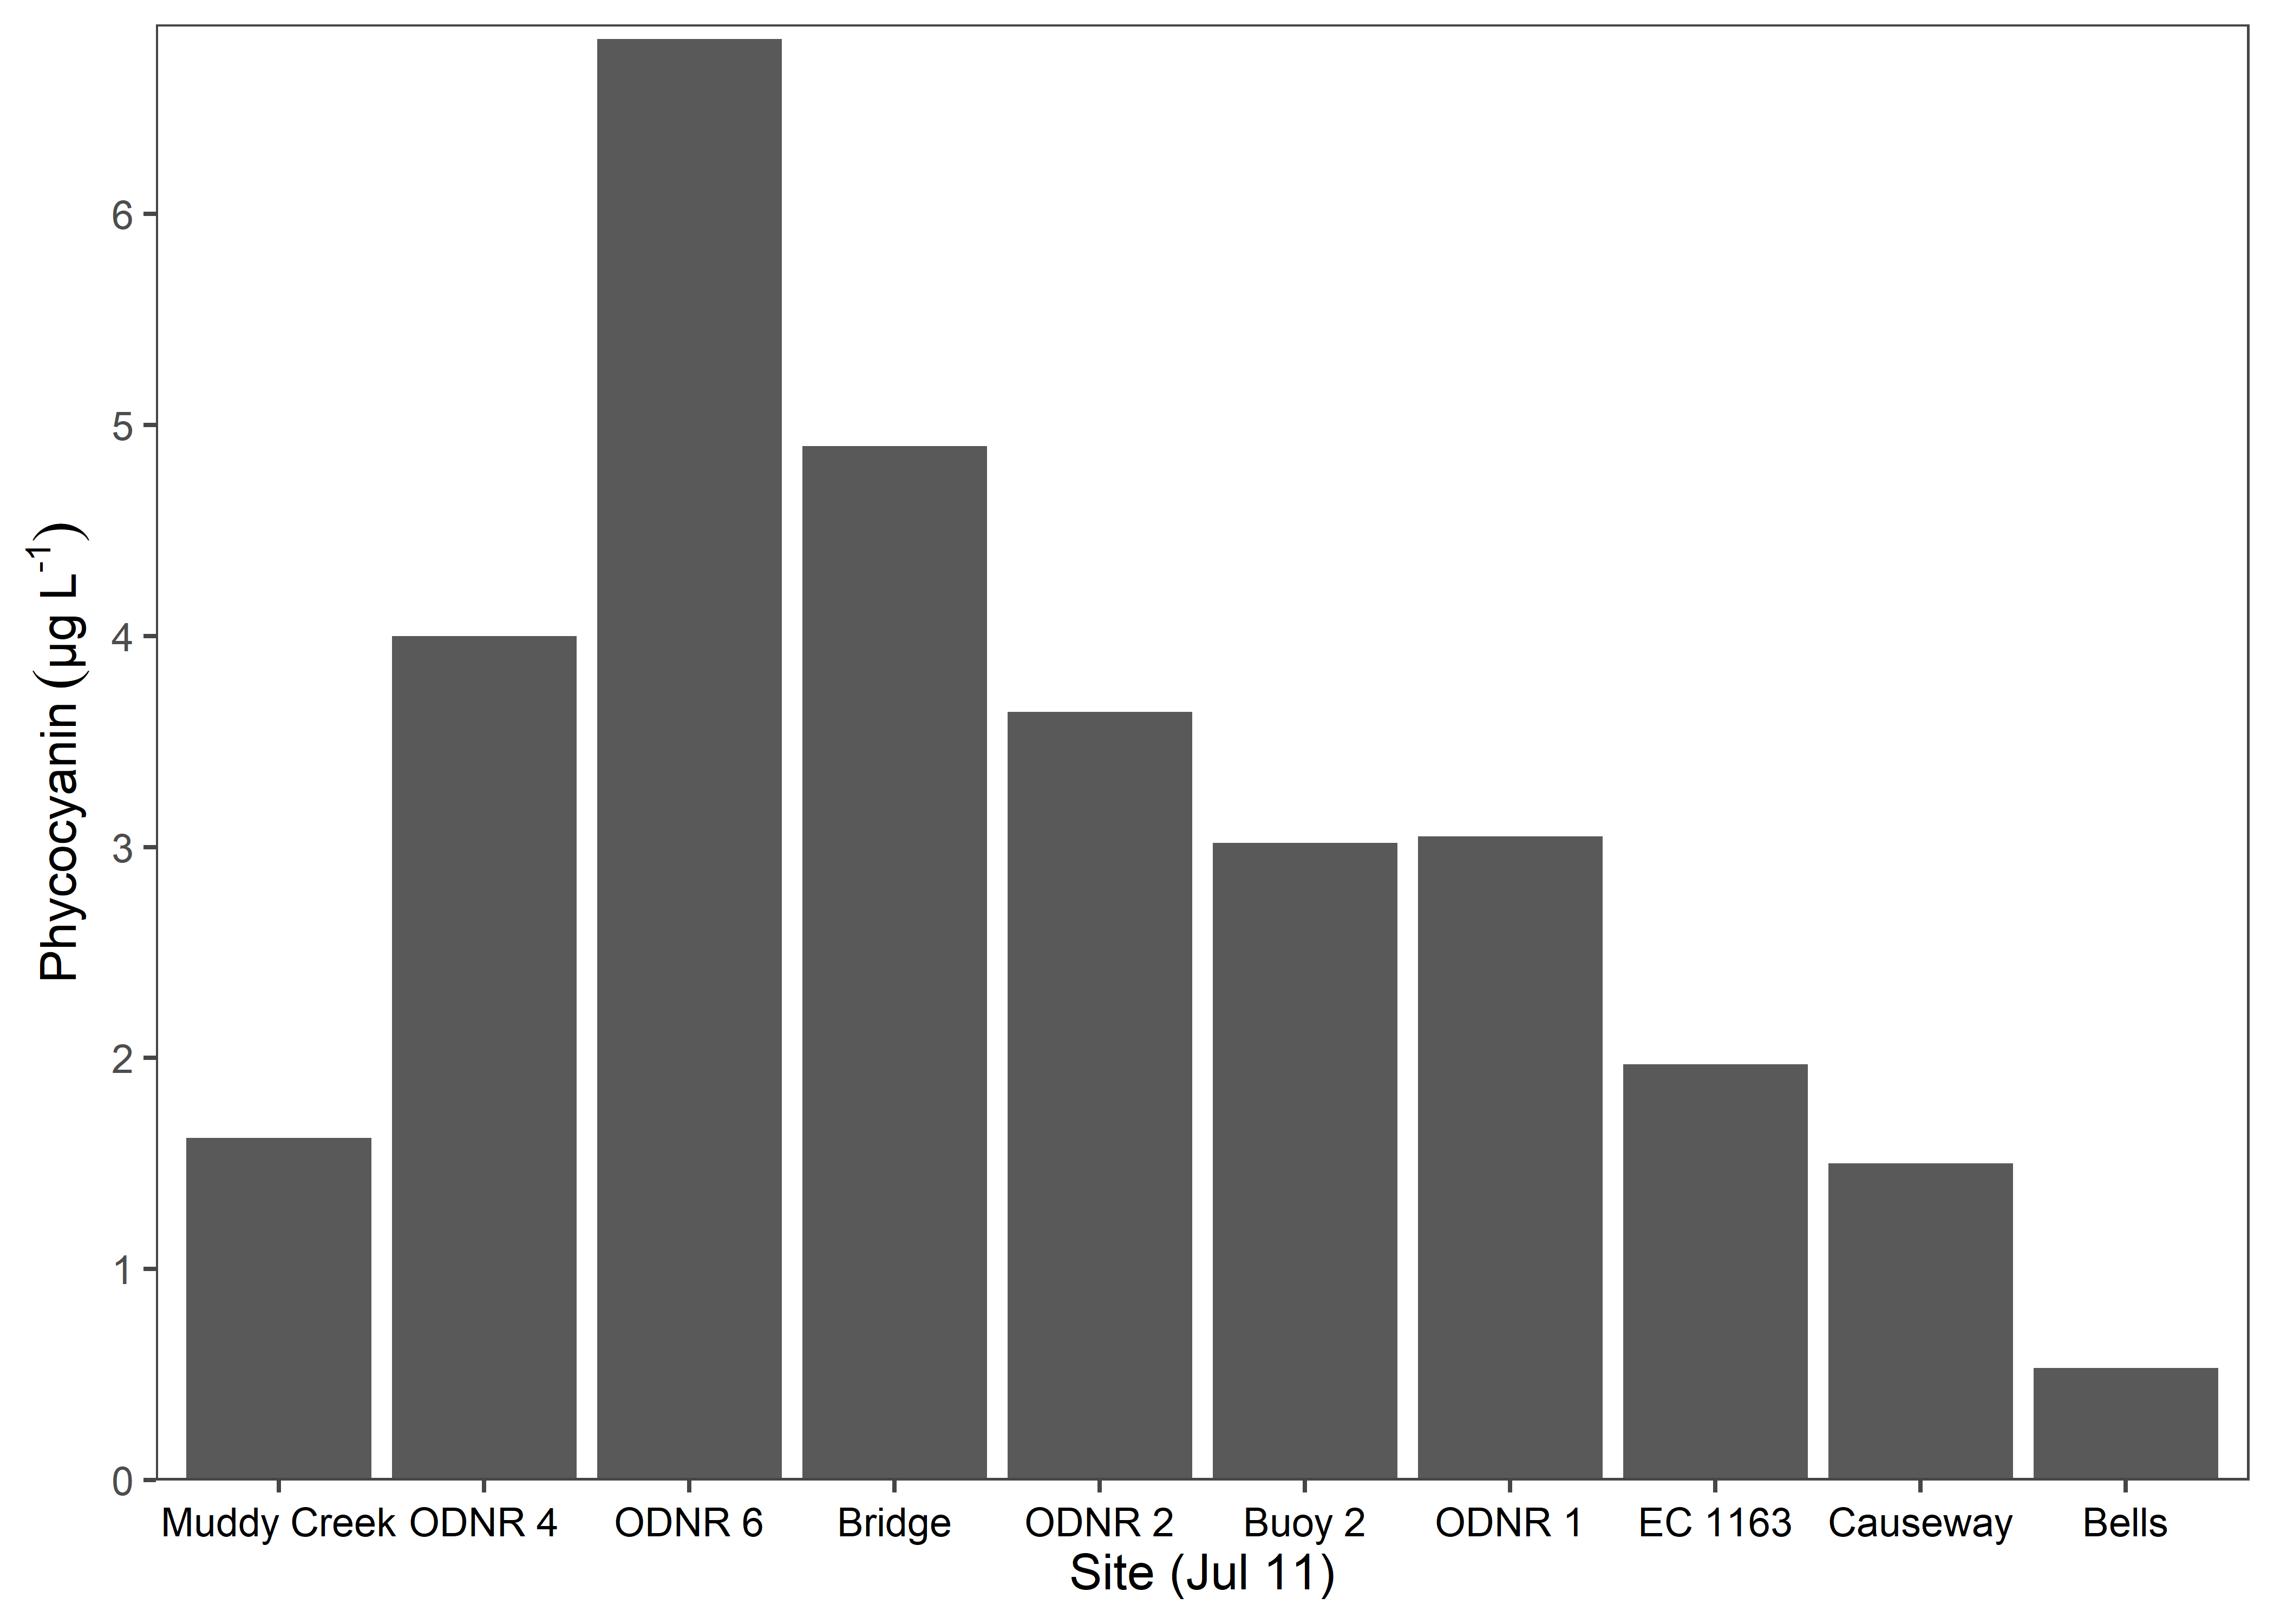 Phycocyanin (µg L⁻¹)
6
5
4
3
2
1
0
Muddy Creek ODNR 4 ODNR 6 Bridge ODNR 2 Buoy 2 ODNR 1 EC 1163 Causeway Bells
Site (Jul 11)